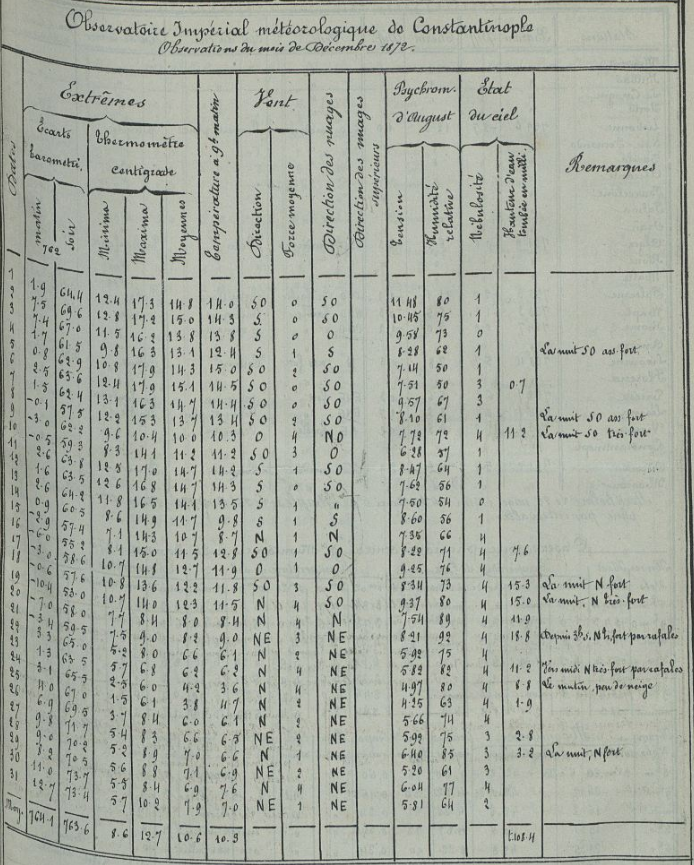 Observatoire Impérial météorologique de Constantinople
Observations du mois de Décembre 1872.
Dates
Extrêmes
Ecarts barometri.
matin
762
soir
Thermomètre centigrade
Minima
Maxima
Moyennes
Température à 9h matin
Vent
Direction
Force moyenne
Direction des nuages
Direction des nuages supérieurs
Psychrom. d'August
Tension
Humidité relative
Etat du ciel
Nébulosité
Hauteur d'eau tombée en milli.
Remarques
1 1.9 64.4 12.4 17.3 14.8 14.0 SO 0 SO 11.48 80 1
2 7.5 69.6 12.8 17.2 15.0 14.3 S 0 SO 10.45 75 1
3 7.4 67.0 11.5 16.2 13.8 13.8 S 0 O 9.58 73 0
4 1.7 61.5 9.8 16.3 13.1 12.4 S 1 S 8.28 62 1 La nuit SO ass. fort
5 0.8 62.9 10.8 17.9 14.3 15.0 SO 2 SO 7.14 50 1
6 2.5 65.6 12.4 17.9 15.1 14.5 SO 0 SO 7.51 50 3 0.7
7 1.5 62.4 13.1 16.3 14.7 14.4 SO 0 SO 9.57 67 3
8 -0.1 57.5 12.2 15.3 13.7 13.4 SO 2 SO 8.10 61 1 La nuit SO ass. fort
9 -3.0 62.2 9.6 10.4 10.0 10.3 O 4 NO 7.72 72 4 11.2 La nuit SO très-fort
10 -0.5 59.3 8.3 14.1 11.2 11.2 SO 3 O 6.28 57 1
11 2.6 63.8 12.5 17.0 14.7 14.2 S 1 SO 8.47 64 1
12 1.6 63.5 12.6 16.8 14.7 14.3 S 0 SO 7.62 56 1
13 2.5 64.2 11.8 16.5 14.1 13.5 S 1 " 7.50 54 0
14 0.9 60.5 8.6 14.9 11.7 9.8 S 1 S 8.60 56 1
15 -2.9 57.4 7.1 14.3 10.7 8.7 N 1 N 7.35 66 4
16 -6.0 55.2 8.1 15.0 11.5 12.8 SO 1 SO 8.22 71 4 7.6
17 -3.0 58.6 10.7 14.8 12.7 11.9 O 0 O 9.25 76 4
18 -0.6 57.6 10.8 13.6 12.2 11.8 SO 3 SO 8.34 73 4 15.3 La nuit N fort
19 -10.4 53.0 10.7 14.0 12.3 11.5 N 4 SO 9.37 80 4 15.0 La nuit, N très-fort
20 -7.0 58.0 7.7 8.4 8.0 8.4 N 4 N 7.54 89 4 11.9
21 -3.4 59.5 7.5 9.0 8.2 9.0 NE 3 NE 8.21 92 4 18.8 Depuis 3h.s. N tr. fort par rafales
22 3.3 65.0 5.2 8.0 6.6 6.1 N 2 NE 5.92 75 4
23 1.3 63.5 5.7 6.8 6.2 6.2 N 4 NE 5.82 82 4 11.2 Vers midi N très fort par rafales
24 3.1 65.5 2.5 6.0 4.2 3.6 N 4 NE 4.97 80 4 8.8 Le matin, peu de neige
25 4.0 67.0 1.5 6.1 3.8 4.7 N 2 NE 4.25 63 4 1.9
26 6.9 69.5 3.7 8.4 6.0 6.1 N 2 NE 5.66 74 4
27 9.8 71.7 5.4 8.3 6.6 6.5 NE 2 NE 5.92 75 3 2.8
28 2.9 70.2 5.2 8.9 7.0 6.6 N 1 NE 6.40 85 3 3.2 La nuit, N fort
29 8.2 70.5 5.6 8.8 7.1 6.9 NE 2 NE 5.20 61 3
30 11.0 73.7 5.5 8.4 6.9 7.6 N 4 NE 6.04 77 4
31 12.7 73.4 5.7 10.2 7.9 7.0 NE 1 NE 5.81 64 2
Moy. 764.1 763.6 8.6 12.7 10.6 10.3 t.108.4